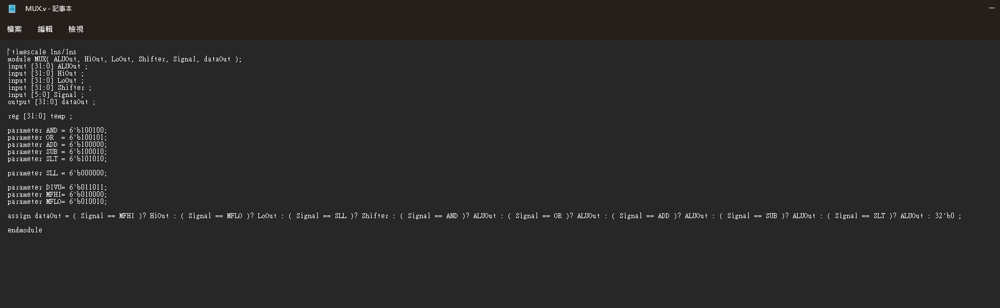 MUX.v - 記事本
檔案 編輯 檢視
`timescale 1ns/1ns
module MUX( ALUOut, HiOut, LoOut, Shifter, Signal, dataOut );
input [31:0] ALUOut ;
input [31:0] HiOut ;
input [31:0] LoOut ;
input [31:0] Shifter ;
input [5:0] Signal ;
output [31:0] dataOut ;
reg [31:0] temp ;
parameter AND = 6'b100100;
parameter OR  = 6'b100101;
parameter ADD = 6'b100000;
parameter SUB = 6'b100010;
parameter SLT = 6'b101010;
parameter SLL = 6'b000000;
parameter DIVU= 6'b011011;
parameter MFHI= 6'b010000;
parameter MFLO= 6'b010010;
assign dataOut = ( Signal == MFHI )? HiOut : ( Signal == MFLO )? LoOut : ( Signal == SLL )? Shifter : ( Signal == AND )? ALUOut : ( Signal == OR )? ALUOut : ( Signal == ADD )? ALUOut : ( Signal == SUB )? ALUOut : ( Signal == SLT )? ALUOut : 32'b0 ;
endmodule